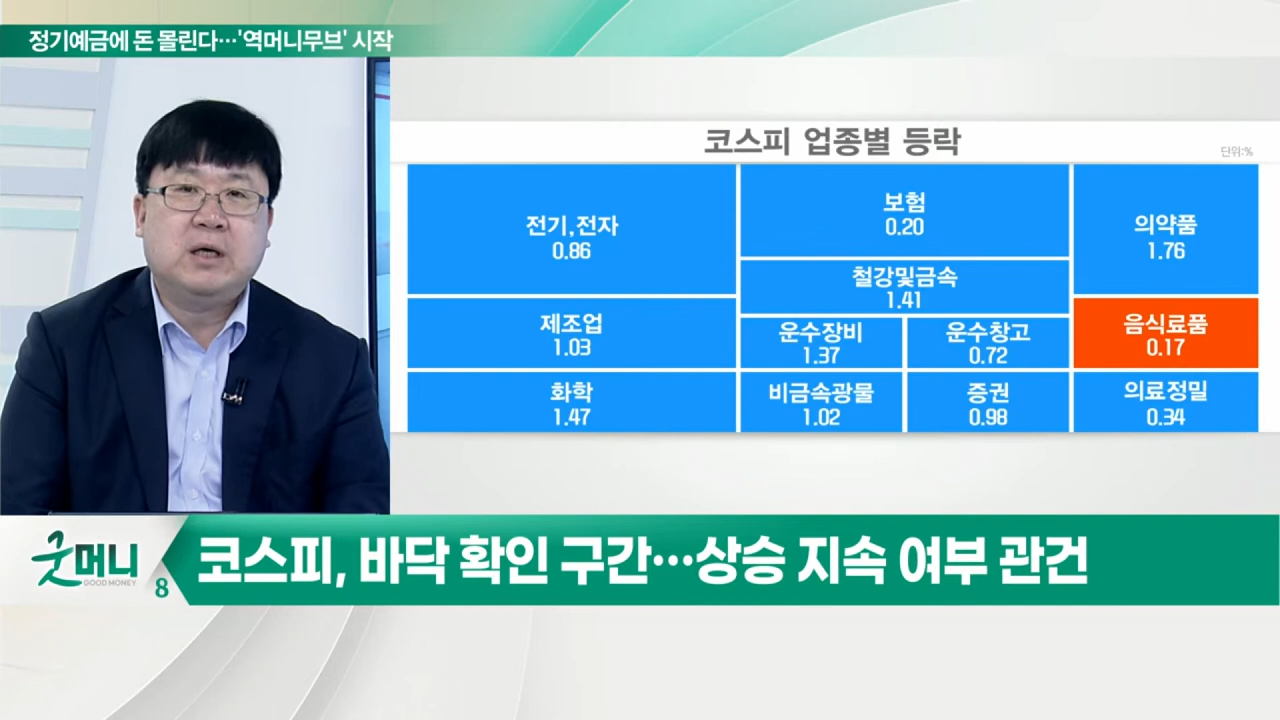 정기예금에 돈 몰린다…'역머니무브' 시작
코스피 업종별 등락
단위:%
전기,전자
0.86
보험
0.20
의약품
1.76
철강및금속
1.41
제조업
1.03
운수장비
1.37
운수창고
0.72
음식료품
0.17
화학
1.47
비금속광물
1.02
증권
0.98
의료정밀
0.34
굿머니
GOOD MONEY
8
코스피, 바닥 확인 구간…상승 지속 여부 관건